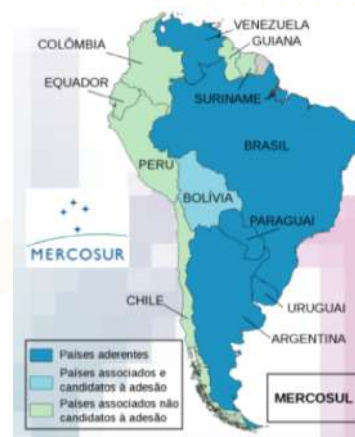 VENEZUELA
COLÔMBIA
GUIANA
EQUADOR
SURINAME
BRASIL
PERU
BOLÍVIA
MERCOSUR
PARAGUAI
CHILE
URUGUAI
ARGENTINA
Países aderentes
Países associados e
candidatos à adesão
Países associados não
candidatos à adesão
MERCOSUL